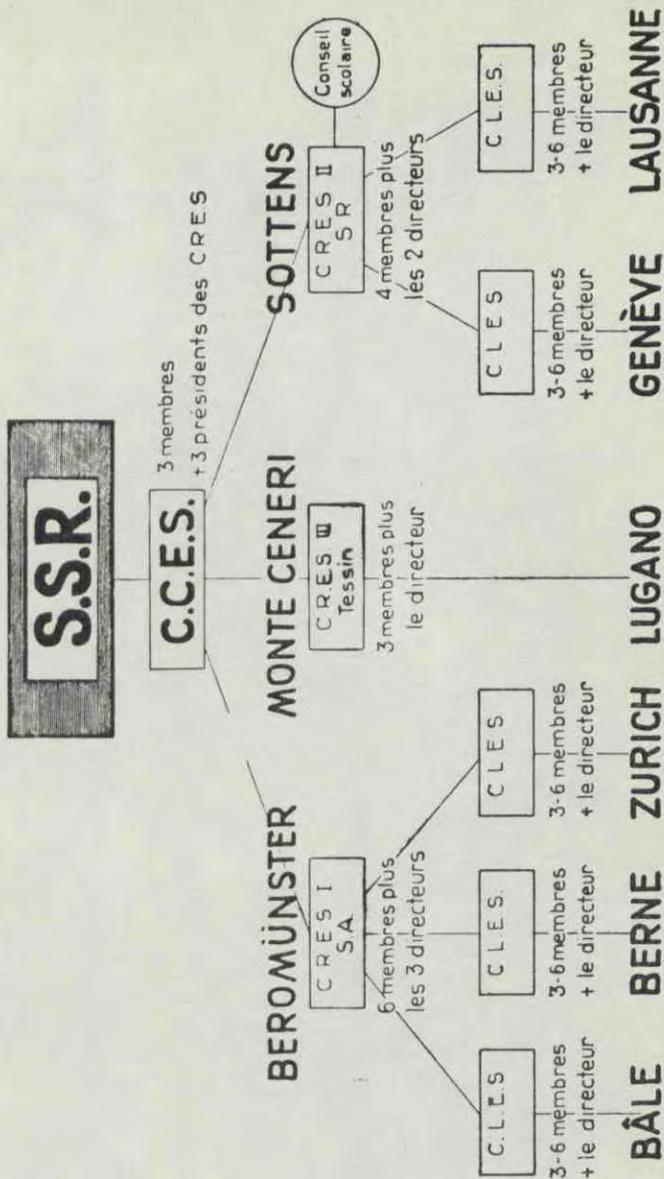 S.S.R.
C.C.E.S.
3 membres
+3 présidents des CRES
BEROMÜNSTER
MONTE CENERI
SOTTENS
C R E S I
S.A.
6 membres plus
les 3 directeurs
C R.E S III
Tessin
3 membres plus
le directeur
C R E S II
S R
4 membres plus
les 2 directeurs
Conseil
scolaire
C.L.E.S
3-6 membres
+ le directeur
BÂLE
C L E S.
3-6 membres
+ le directeur
BERNE
C L E S
3-6 membres
+ le directeur
ZURICH
LUGANO
C L E S
3-6 membres
+ le directeur
GENÈVE
C L.E.S.
3-6 membres
+ le directeur
LAUSANNE